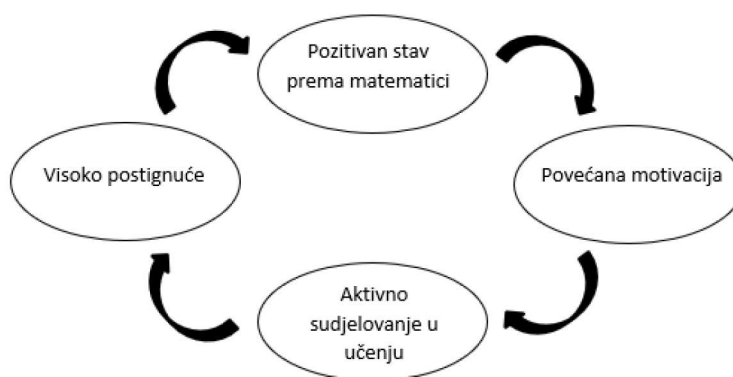 Pozitivan stav
prema matematici
Visoko postignuće
Povećana motivacija
Aktivno
sudjelovanje u
učenju